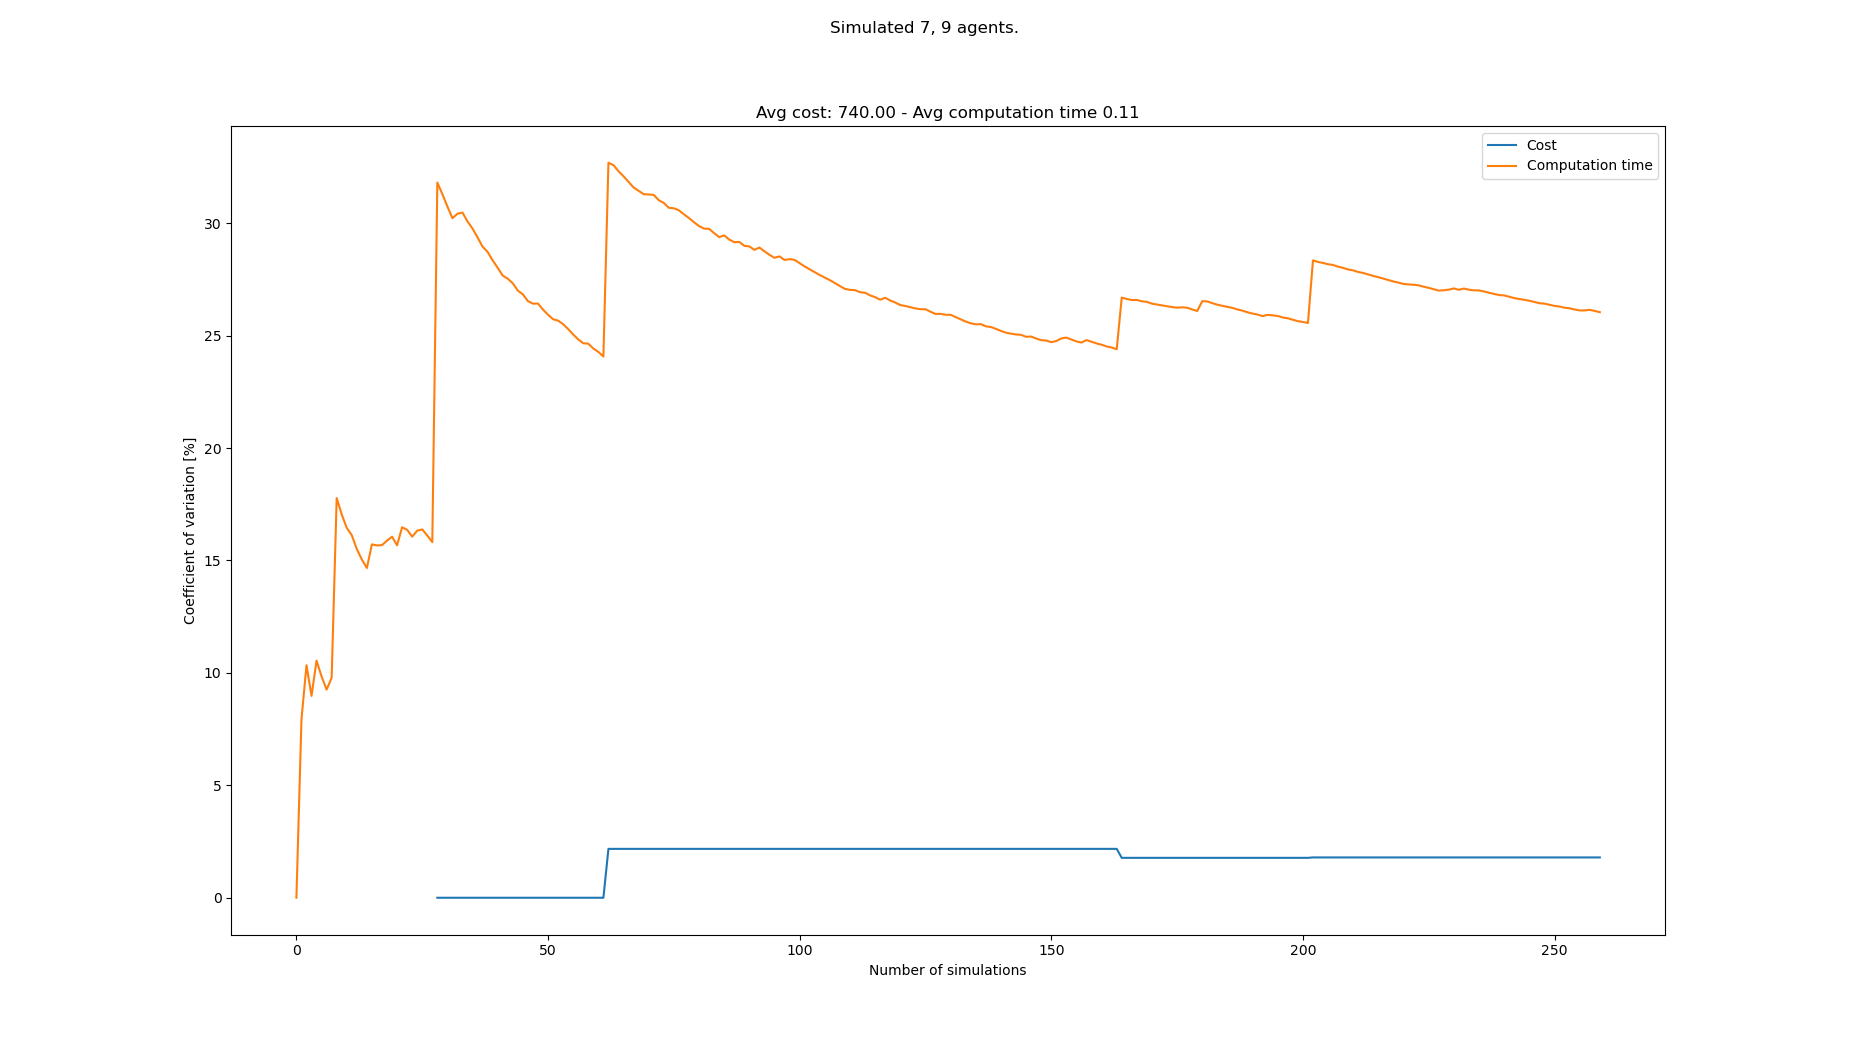 Simulated 7, 9 agents.
Avg cost: 740.00 - Avg computation time 0.11
Cost
Computation time
30
25
20
15
10
5
0
Coefficient of variation [%]
0 50 100 150 200 250
Number of simulations